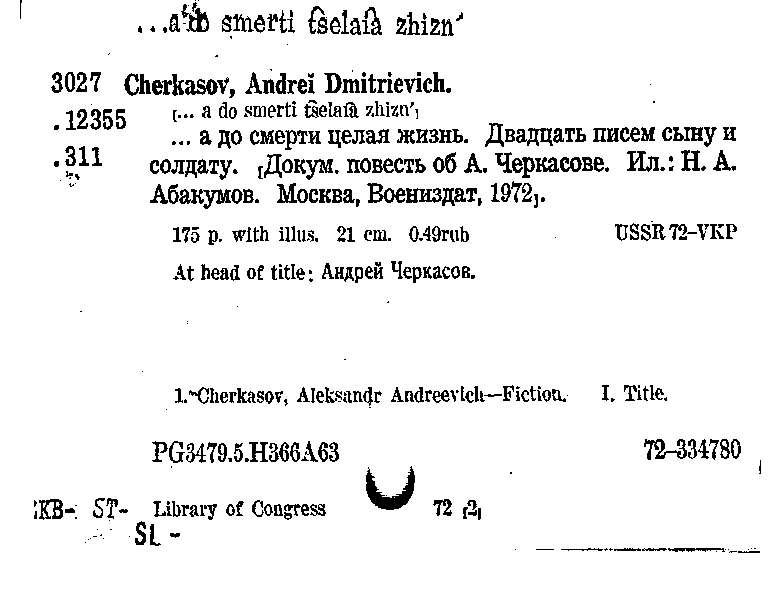 ...a do smerti t͡selai͡a zhizn'
3027 Cherkasov, Andreĭ Dmitrievich.
.12355 [... a do smerti t͡selai͡a zhizn']
... а до смерти целая жизнь. Двадцать писем сыну и
.311 солдату. [Докум. повесть об А. Черкасове. Ил.: Н. А.
Абакумов. Москва, Воениздат, 1972].
175 p. with illus. 21 cm. 0.49rub USSR 72-VKP
At head of title: Андрей Черкасов.
1. Cherkasov, Aleksandr Andreevich—Fiction. I. Title.
PG3479.5.H366A63 72-334780
KB- ST- Library of Congress 72 [2]
SL -